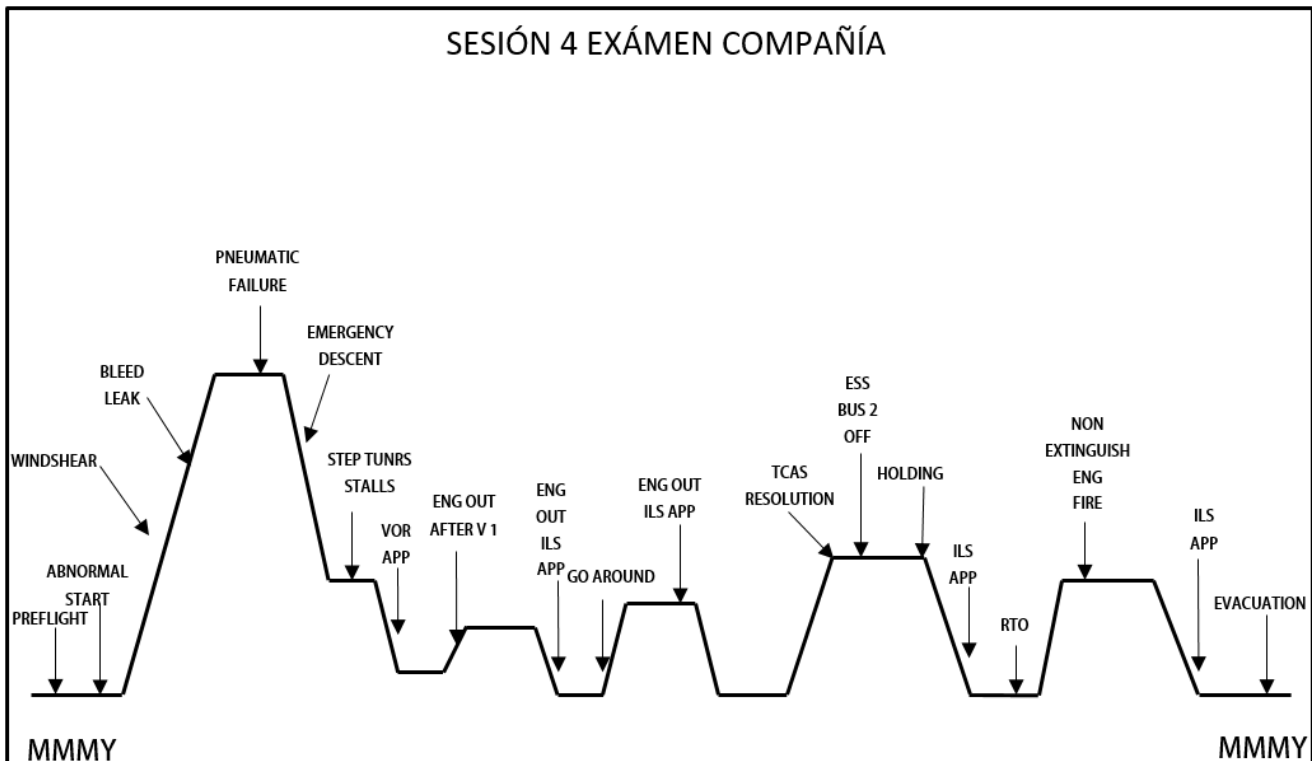 SESIÓN 4 EXÁMEN COMPAÑÍA
PNEUMATIC
FAILURE
EMERGENCY
DESCENT
BLEED
LEAK
WINDSHEAR
ABNORMAL
START
PREFLIGHT
STEP TUNRS
STALLS
VOR
APP
ENG OUT
AFTER V 1
ENG
OUT
ILS
APP
GO AROUND
ENG OUT
ILS APP
TCAS
RESOLUTION
ESS
BUS 2
OFF
HOLDING
ILS
APP
RTO
NON
EXTINGUISH
ENG
FIRE
ILS
APP
EVACUATION
MMMY
MMMY